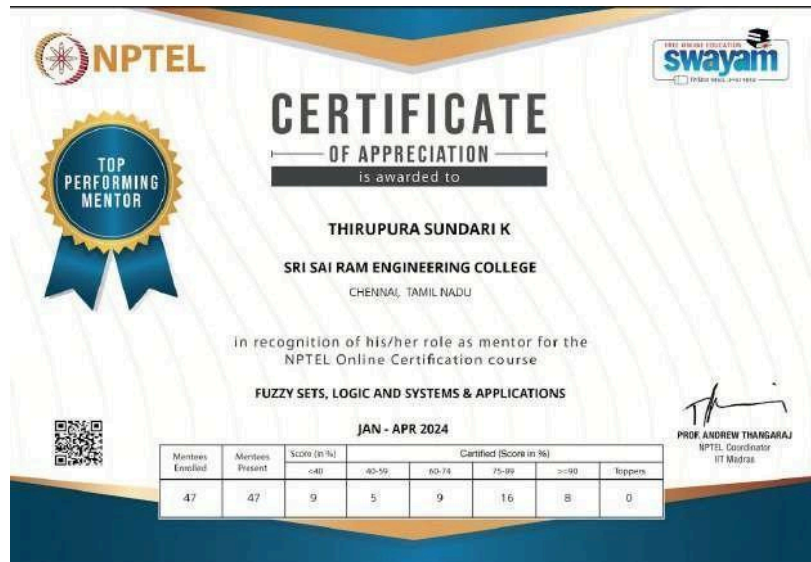 NPTEL
FREE ONLINE EDUCATION
swayam
TOP
PERFORMING
MENTOR
CERTIFICATE
OF APPRECIATION
is awarded to
THIRUPURA SUNDARI K
SRI SAI RAM ENGINEERING COLLEGE
CHENNAI, TAMIL NADU
in recognition of his/her role as mentor for the
NPTEL Online Certification course
FUZZY SETS, LOGIC AND SYSTEMS & APPLICATIONS
JAN - APR 2024
PROF. ANDREW THANGARAJ
NPTEL Coordinator
IIT Madras
Mentees Enrolled Mentees Present Score (in %) Certified (Score in %)
<40 40-59 60-74 75-89 >=90 Toppers
47 47 9 5 9 16 8 0